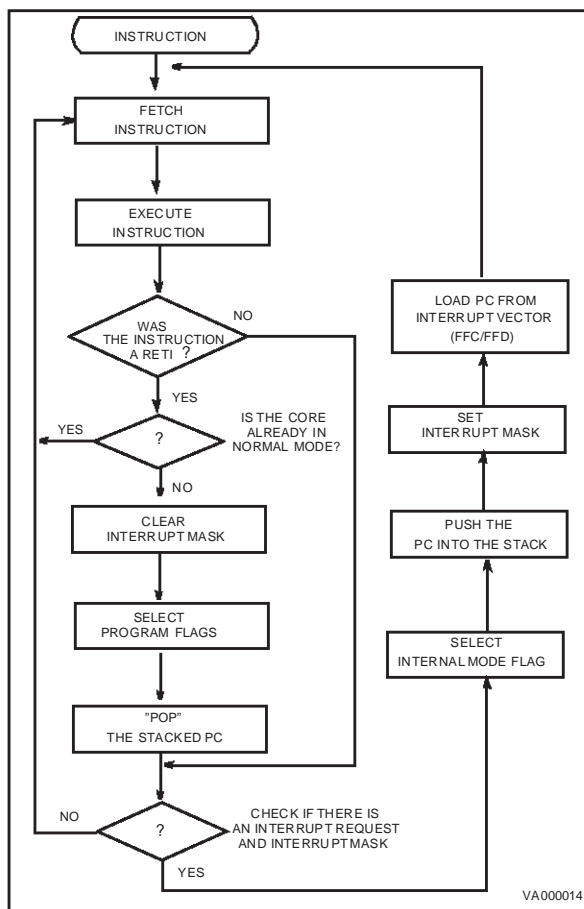 INSTRUCTION
FETCH
INSTRUCTION
EXECUTE
INSTRUCTION
WAS
THE INSTRUCTION
A RETI ?
NO
YES
?
IS THE CORE
ALREADY IN
NORMAL MODE?
YES
NO
CLEAR
INTERRUPT MASK
SELECT
PROGRAM FLAGS
"POP"
THE STACKED PC
?
CHECK IF THERE IS
AN INTERRUPT REQUEST
AND INTERRUPT MASK
NO
YES
LOAD PC FROM
INTERRUPT VECTOR
(FFC/FFD)
SET
INTERRUPT MASK
PUSH THE
PC INTO THE STACK
SELECT
INTERNAL MODE FLAG
VA000014